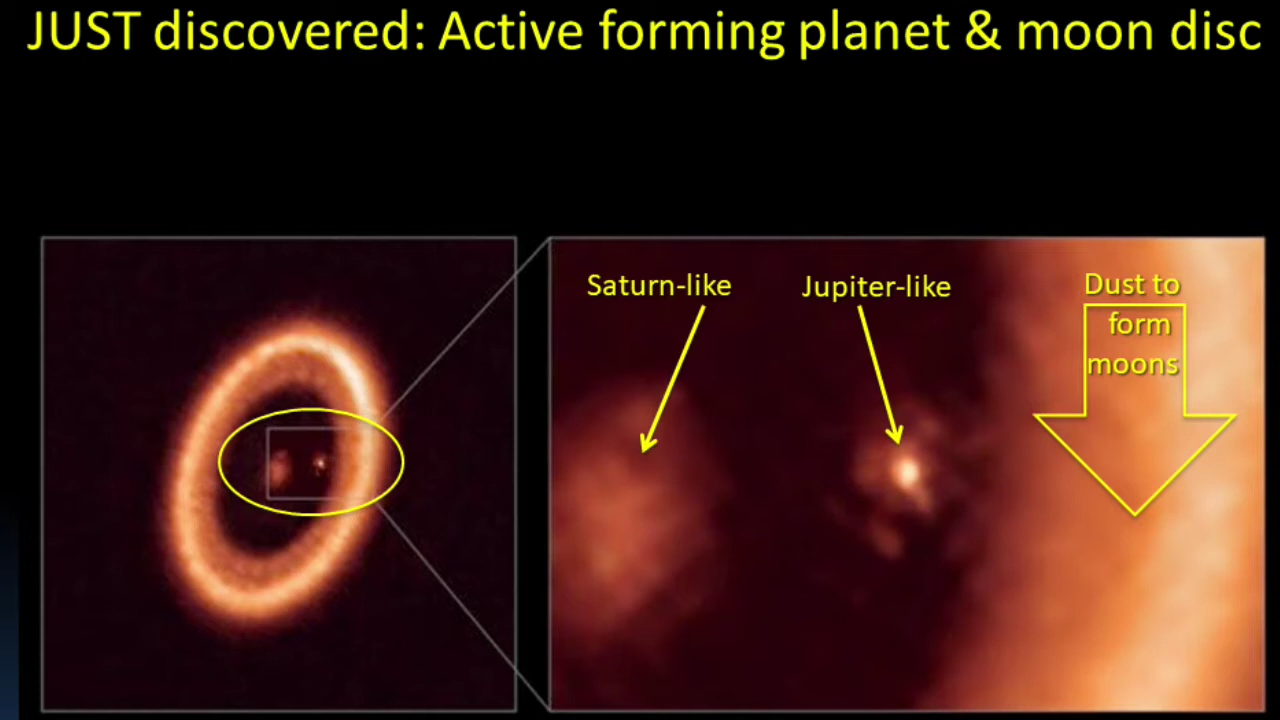 JUST discovered: Active forming planet & moon disc
Saturn-like
Jupiter-like
Dust to
form
moons